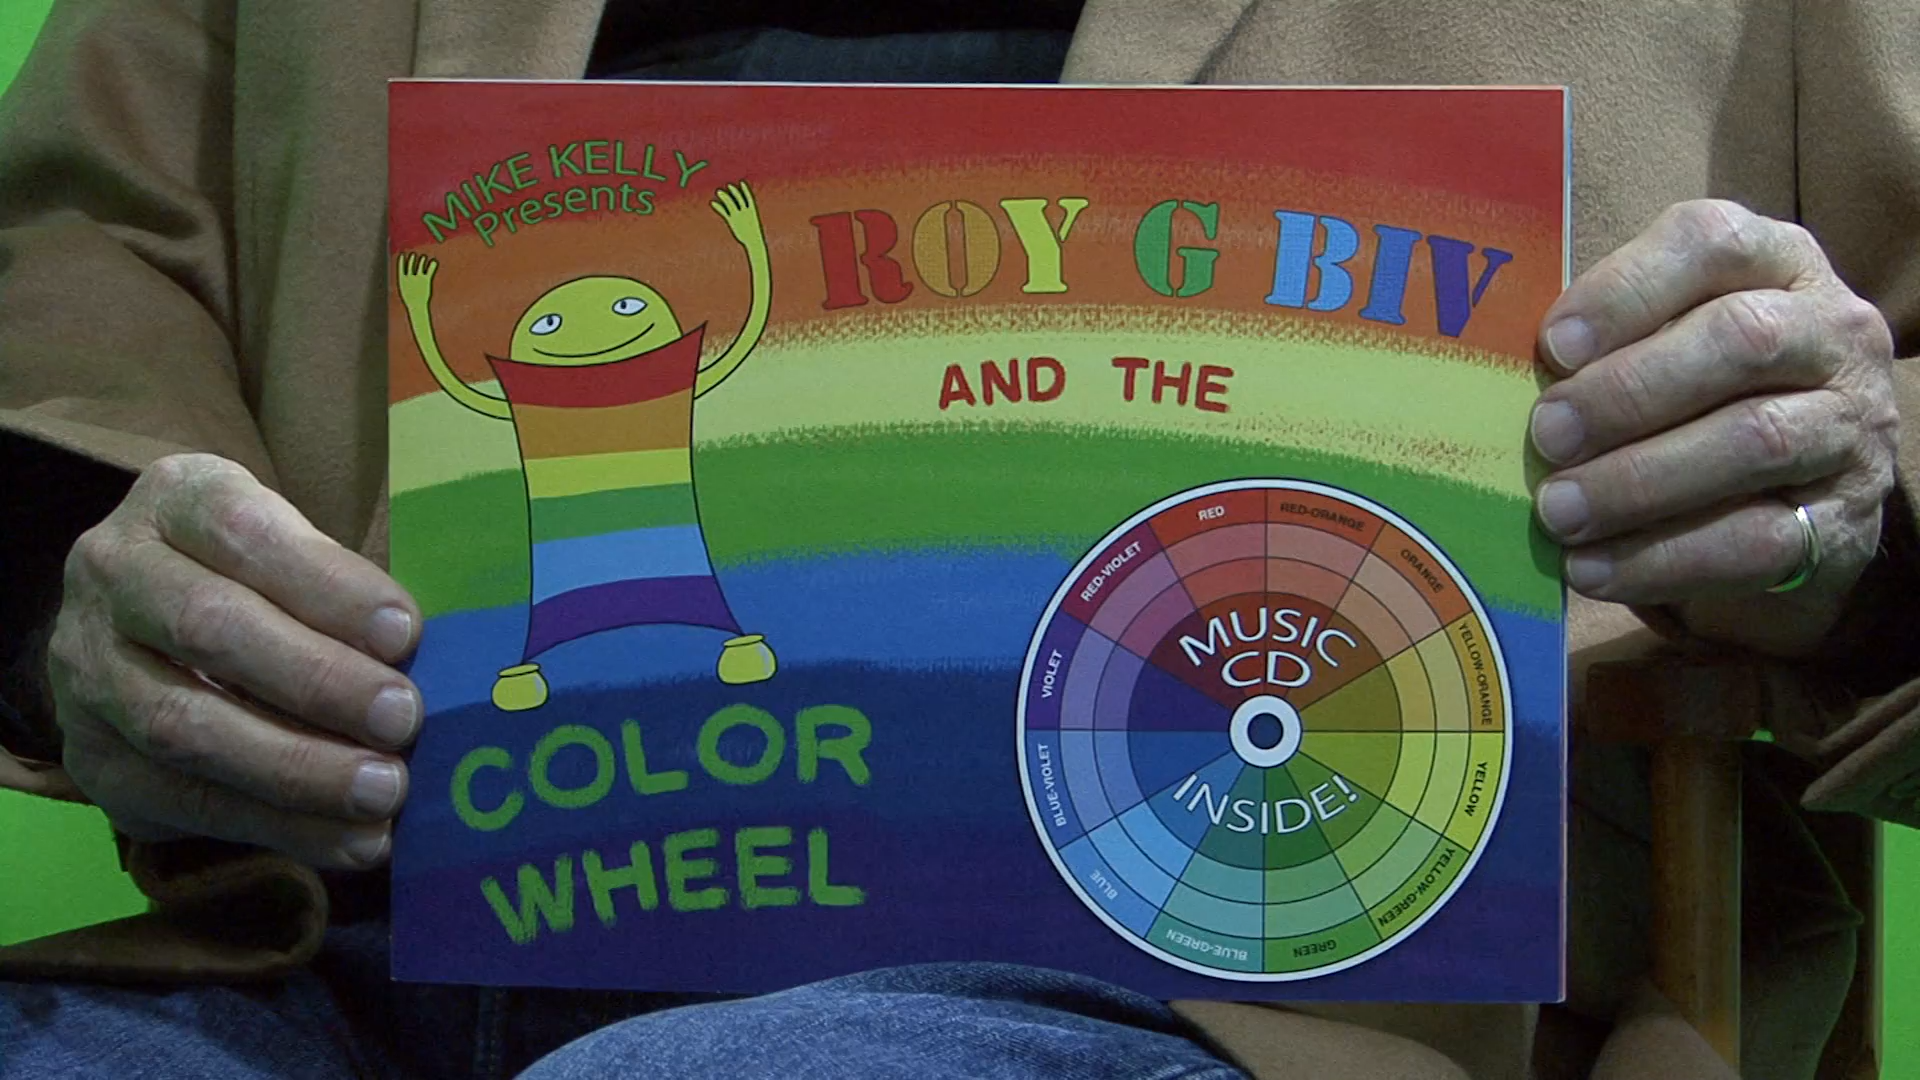 MIKE KELLY
Presents
ROY G BIV
AND THE
COLOR
WHEEL
RED
RED-ORANGE
ORANGE
YELLOW-ORANGE
YELLOW
YELLOW-GREEN
GREEN
BLUE-GREEN
BLUE
BLUE-VIOLET
VIOLET
RED-VIOLET
MUSIC
CD
INSIDE!